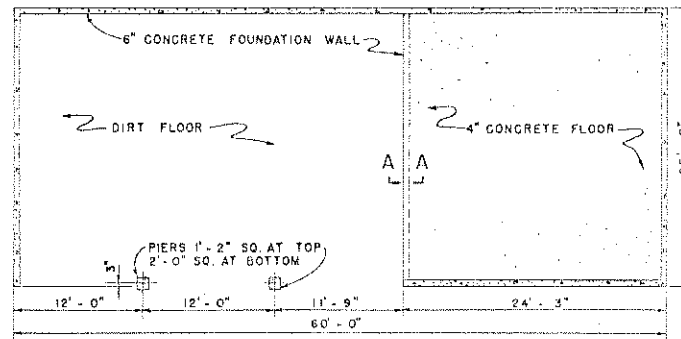 6" CONCRETE FOUNDATION WALL
DIRT FLOOR
4" CONCRETE FLOOR
A A
PIERS 1'-2" SQ. AT TOP
2'-0" SQ. AT BOTTOM
3"
12'-0" 12'-0" 11'-9" 24'-3"
60'-0"